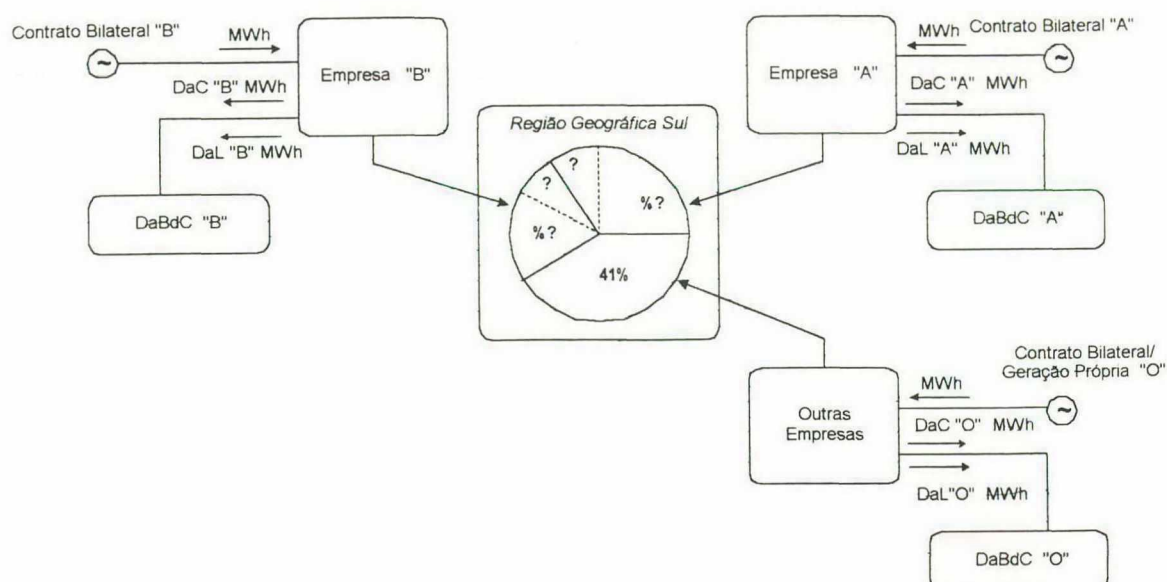 Contrato Bilateral "B"
MWh
Empresa "B"
DaC "B" MWh
DaL "B" MWh
DaBdC "B"
MWh
Contrato Bilateral "A"
Empresa "A"
DaC "A" MWh
DaL "A" MWh
DaBdC "A"
Região Geográfica Sul
?
?
%?
%?
41%
Contrato Bilateral/
Geração Própria "O"
MWh
Outras
Empresas
DaC "O" MWh
DaL"O" MWh
DaBdC "O"